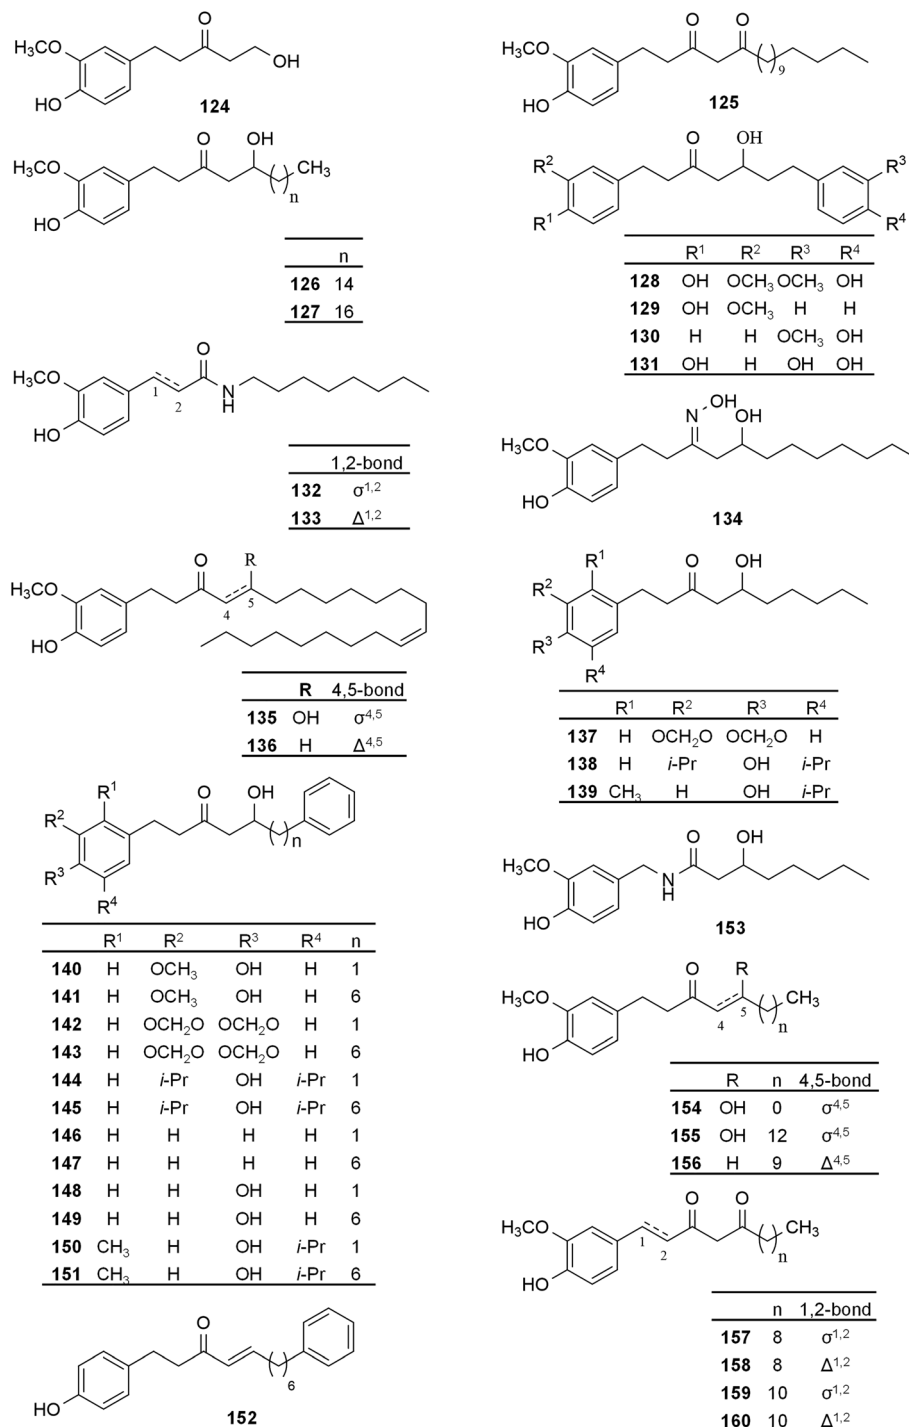 O
H₃CO
OH
HO
124
O O
H₃CO
9
HO
125
O OH
H₃CO
CH₃
n
HO
n
126 14
127 16
O OH
R² R³
R¹ R⁴
R¹ R² R³ R⁴
128 OH OCH₃ OCH₃ OH
129 OH OCH₃ H H
130 H H OCH₃ OH
131 OH H OH OH
O
H₃CO
1 2 N
H
HO
1,2-bond
132 σ¹,²
133 Δ¹,²
OH
N OH
H₃CO
HO
134
O R
H₃CO
4 5
HO
R 4,5-bond
135 OH σ⁴,⁵
136 H Δ⁴,⁵
R¹ O OH
R²
R³
R⁴
R¹ R² R³ R⁴
137 H OCH₂O OCH₂O H
138 H i-Pr OH i-Pr
139 CH₃ H OH i-Pr
R¹ O OH
R²
n
R³
R⁴
R¹ R² R³ R⁴ n
140 H OCH₃ OH H 1
141 H OCH₃ OH H 6
142 H OCH₂O OCH₂O H 1
143 H OCH₂O OCH₂O H 6
144 H i-Pr OH i-Pr 1
145 H i-Pr OH i-Pr 6
146 H H H H 1
147 H H H H 6
148 H H OH H 1
149 H H OH H 6
150 CH₃ H OH i-Pr 1
151 CH₃ H OH i-Pr 6
O
6
HO
152
O OH
H₃CO
N
H
HO
153
O R
H₃CO
CH₃
4 5 n
HO
R n 4,5-bond
154 OH 0 σ⁴,⁵
155 OH 12 σ⁴,⁵
156 H 9 Δ⁴,⁵
O O
H₃CO
CH₃
1 2 n
HO
n 1,2-bond
157 8 σ¹,²
158 8 Δ¹,²
159 10 σ¹,²
160 10 Δ¹,²